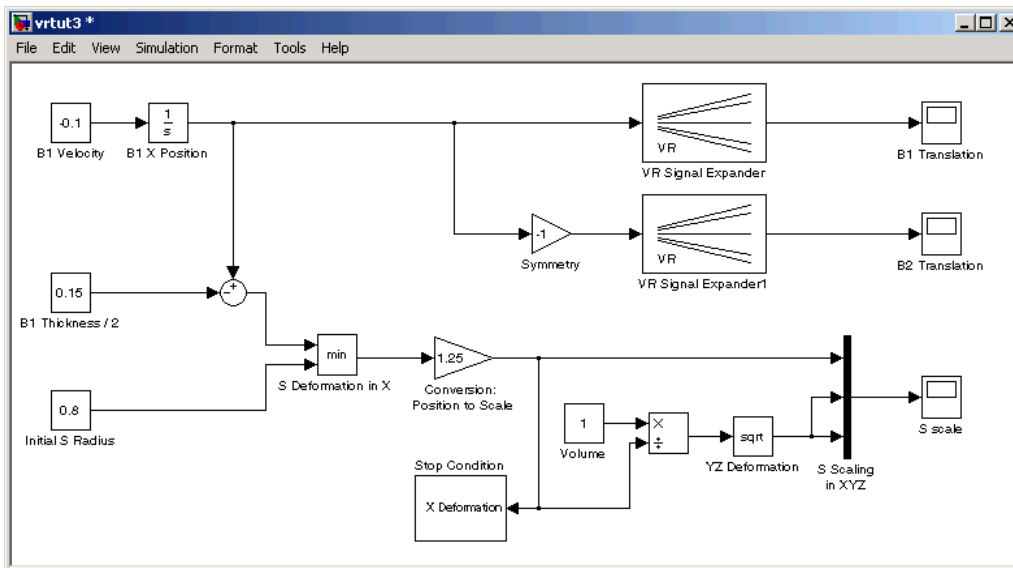 vrtut3 *
File Edit View Simulation Format Tools Help
-0.1
B1 Velocity
1
s
B1 X Position
VR
VR Signal Expander
B1 Translation
-1
Symmetry
VR
VR Signal Expander1
B2 Translation
0.15
B1 Thickness / 2
- +
min
S Deformation in X
0.8
Initial S Radius
1.25
Conversion:
Position to Scale
1
Volume
×
÷
sqrt
YZ Deformation
S Scaling
in XYZ
S scale
Stop Condition
X Deformation